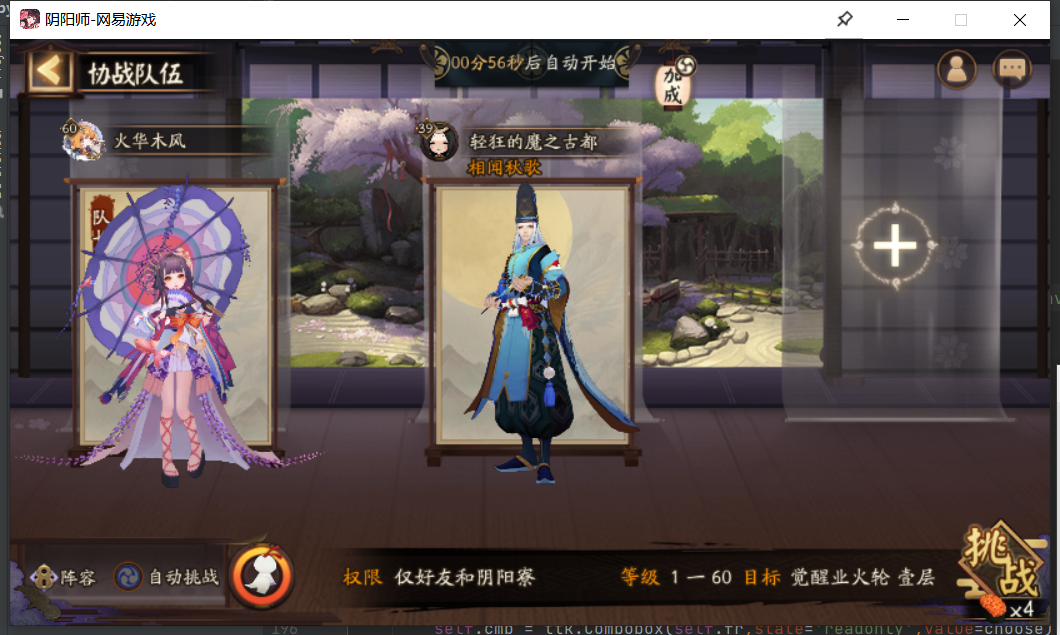 阴阳师-网易游戏
协战队伍
00分56秒后自动开始
加成
60
火华木风
39
轻狂的魔之古都
相闻秋歌
队
阵容
自动挑战
权限 仅好友和阴阳寮
等级 1 一 60 目标 觉醒业火轮 壹层
挑战
x4
196
self.cmb = ttk.Combobox(self.fr,state='readonly',value=choose)